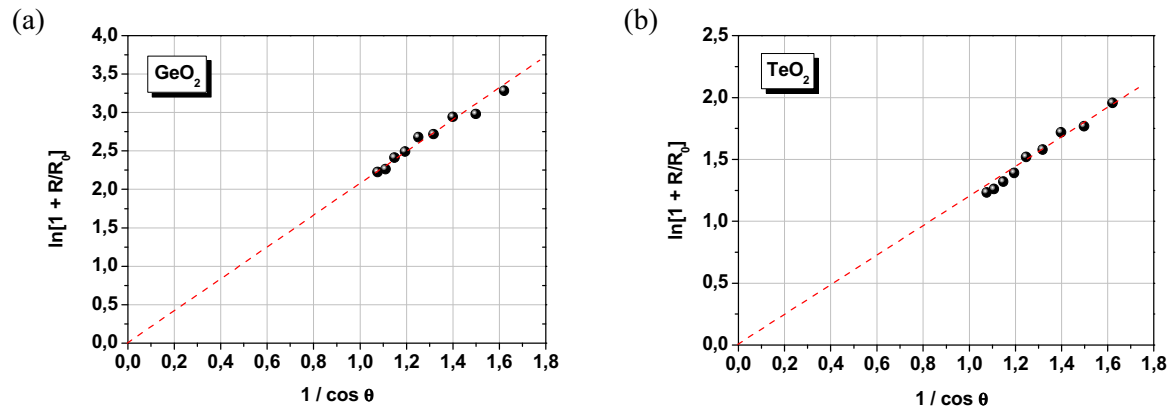 (a)
GeO₂
ln[1 + R/R₀]
4,0
3,5
3,0
2,5
2,0
1,5
1,0
0,5
0,0
0,0 0,2 0,4 0,6 0,8 1,0 1,2 1,4 1,6 1,8
1 / cos θ
(b)
TeO₂
ln[1 + R/R₀]
2,5
2,0
1,5
1,0
0,5
0,0
0,0 0,2 0,4 0,6 0,8 1,0 1,2 1,4 1,6 1,8
1 / cos θ